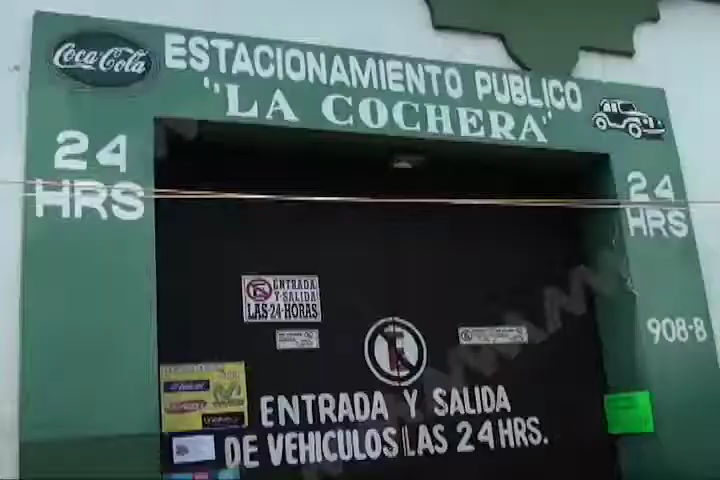 Coca-Cola
ESTACIONAMIENTO PUBLICO
"LA COCHERA"
24
HRS
24
HRS
908-B
ENTRADA
Y SALIDA
LAS 24 HORAS
ENTRADA Y SALIDA
DE VEHICULOS LAS 24 HRS.